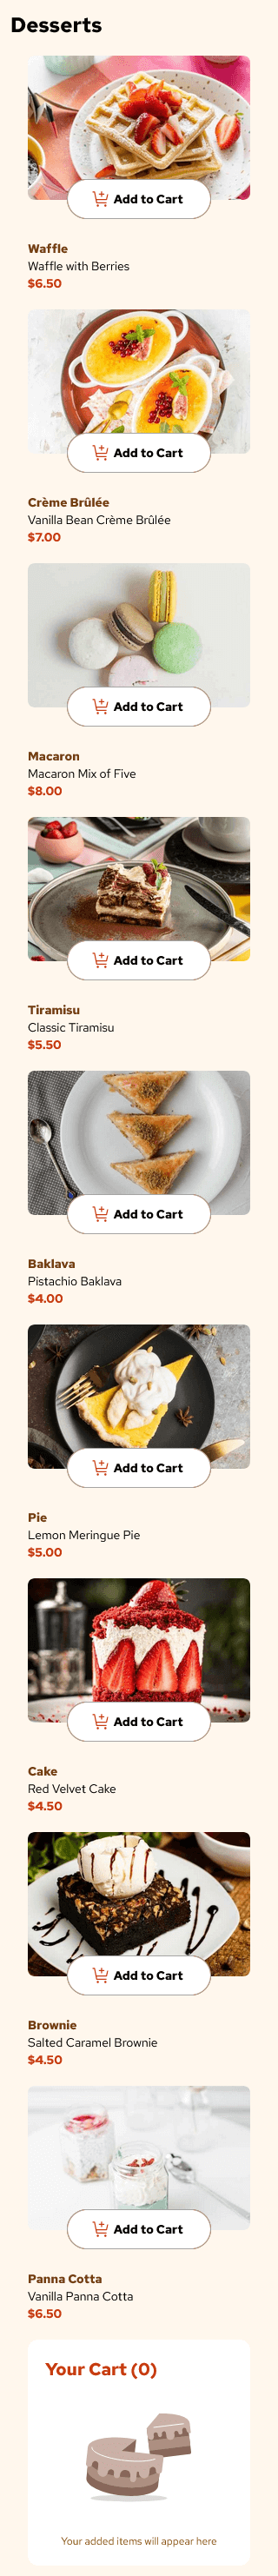 Desserts
Add to Cart
Waffle
Waffle with Berries
$6.50
Add to Cart
Crème Brûlée
Vanilla Bean Crème Brûlée
$7.00
Add to Cart
Macaron
Macaron Mix of Five
$8.00
Add to Cart
Tiramisu
Classic Tiramisu
$5.50
Add to Cart
Baklava
Pistachio Baklava
$4.00
Add to Cart
Pie
Lemon Meringue Pie
$5.00
Add to Cart
Cake
Red Velvet Cake
$4.50
Add to Cart
Brownie
Salted Caramel Brownie
$4.50
Add to Cart
Panna Cotta
Vanilla Panna Cotta
$6.50
Your Cart (0)
Your added items will appear here